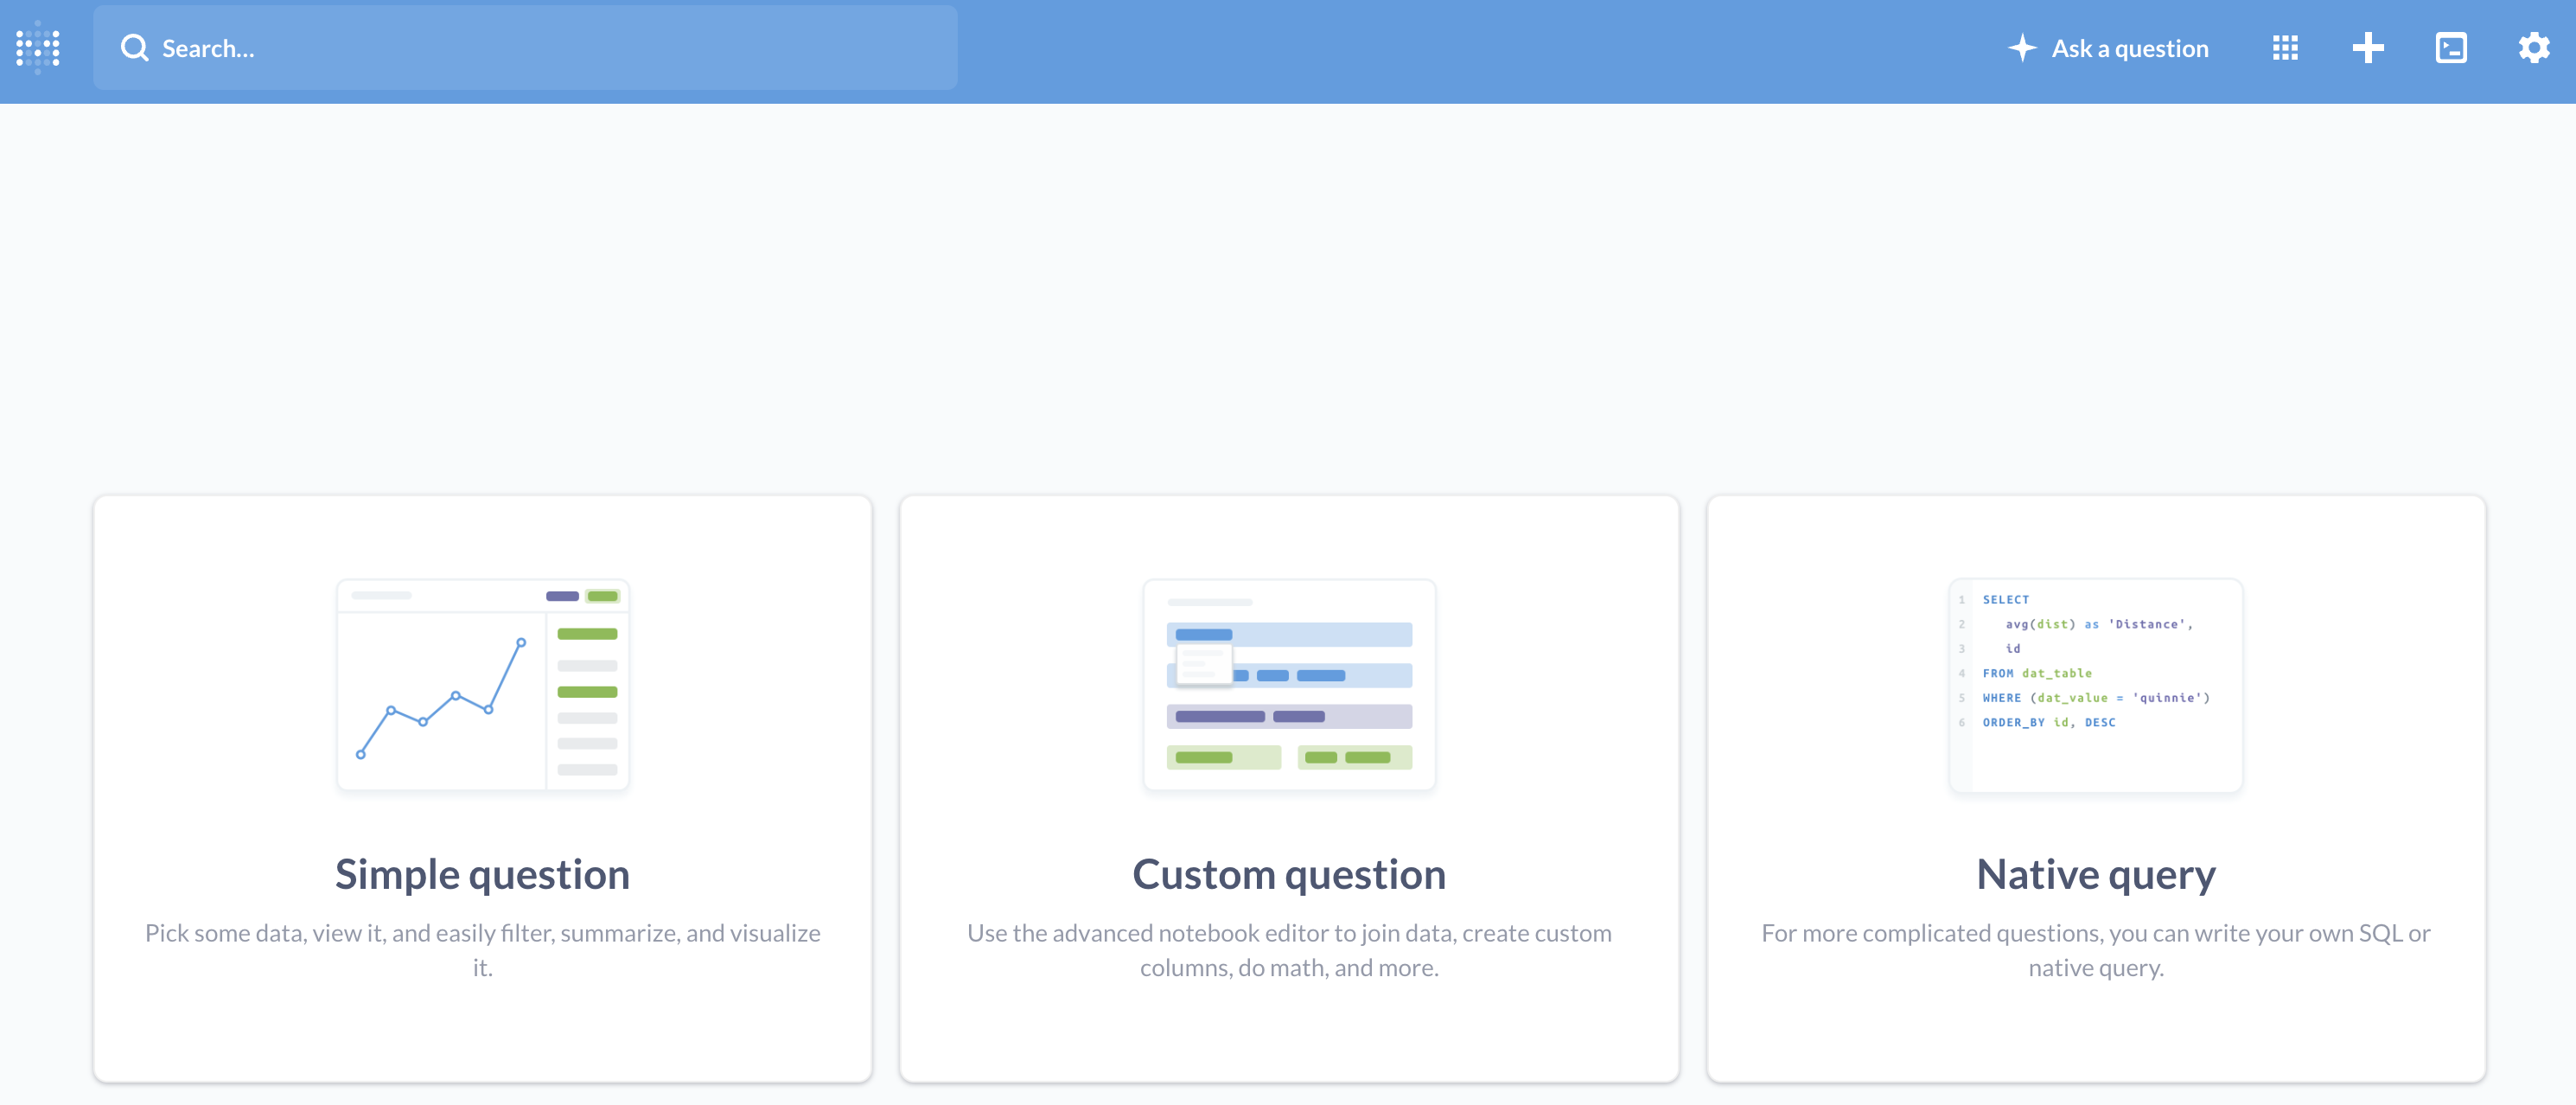 Search...
Ask a question
1 SELECT
2 avg(dist) as 'Distance',
3 id
4 FROM dat_table
5 WHERE (dat_value = 'quinnie')
6 ORDER_BY id, DESC
Simple question
Pick some data, view it, and easily filter, summarize, and visualize
it.
Custom question
Use the advanced notebook editor to join data, create custom
columns, do math, and more.
Native query
For more complicated questions, you can write your own SQL or
native query.